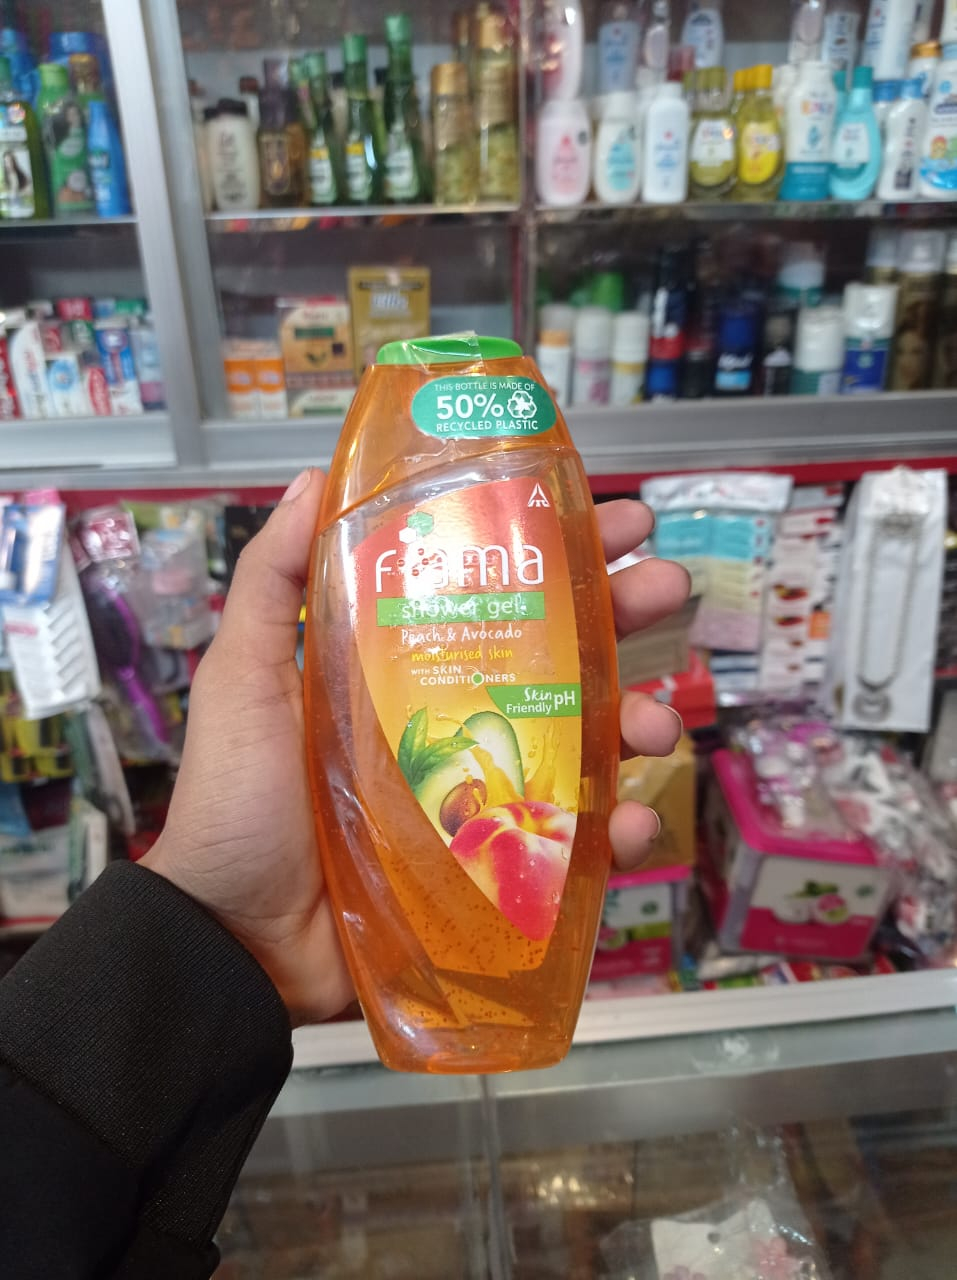 THIS BOTTLE IS MADE OF
50%
RECYCLED PLASTIC
ITC
fiama
shower gel
Peach & Avocado
moisturised skin
WITH SKIN
CONDITIONERS
Skin
Friendly pH